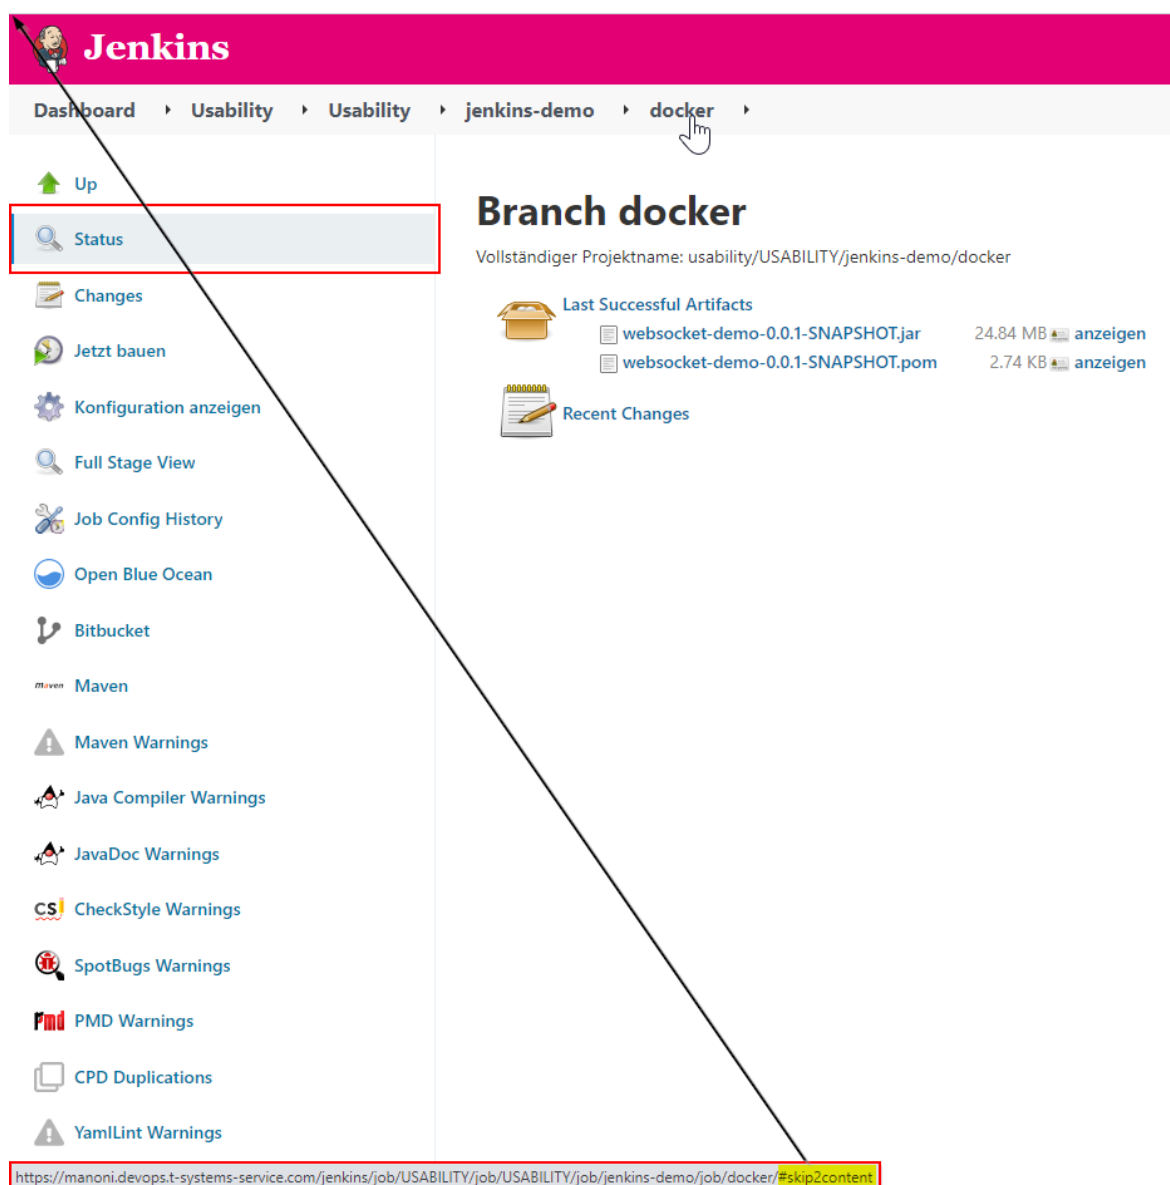 Jenkins
Dashboard Usability Usability jenkins-demo docker
Up
Status
Changes
Jetzt bauen
Konfiguration anzeigen
Full Stage View
Job Config History
Open Blue Ocean
Bitbucket
maven Maven
Maven Warnings
Java Compiler Warnings
JavaDoc Warnings
CS CheckStyle Warnings
SpotBugs Warnings
Pmd PMD Warnings
CPD Duplications
YamlLint Warnings
Branch docker
Vollständiger Projektname: usability/USABILITY/jenkins-demo/docker
Last Successful Artifacts
websocket-demo-0.0.1-SNAPSHOT.jar 24.84 MB anzeigen
websocket-demo-0.0.1-SNAPSHOT.pom 2.74 KB anzeigen
Recent Changes
https://manoni.devops.t-systems-service.com/jenkins/job/USABILITY/job/USABILITY/job/jenkins-demo/job/docker/#skip2content